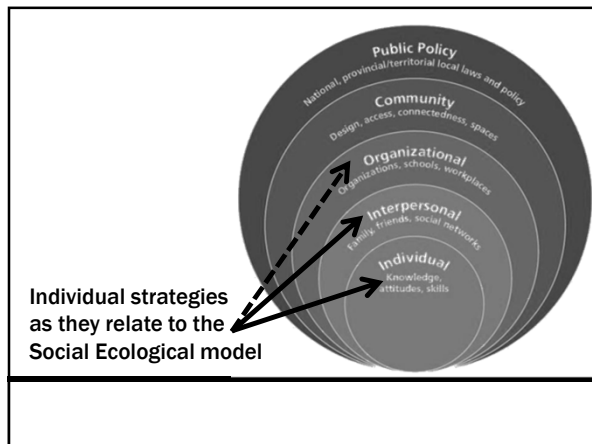 Public Policy
National, provincial/territorial local laws and policy
Community
Design, access, connectedness, spaces
Organizational
Organizations, schools, workplaces
Interpersonal
Family, friends, social networks
Individual
Knowledge,
attitudes, skills
Individual strategies
as they relate to the
Social Ecological model